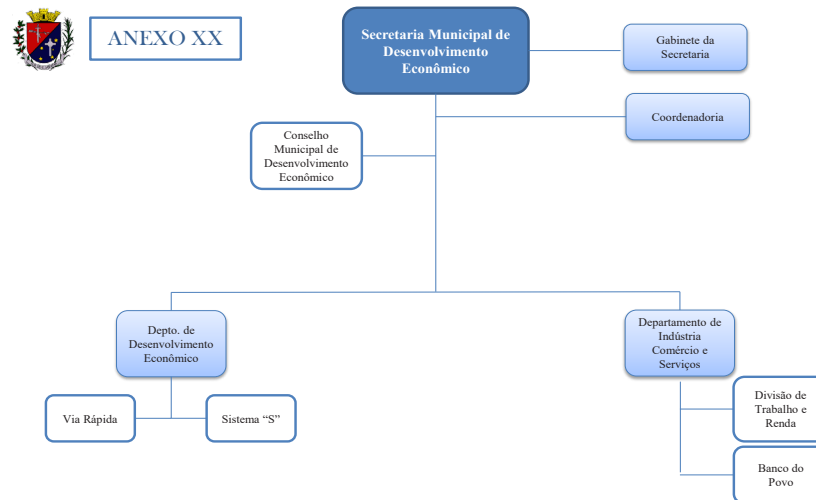 ANEXO XX
Secretaria Municipal de
Desenvolvimento
Econômico
Gabinete da
Secretaria
Coordenadoria
Conselho
Municipal de
Desenvolvimento
Econômico
Depto. de
Desenvolvimento
Econômico
Departamento de
Indústria
Comércio e
Serviços
Via Rápida
Sistema “S”
Divisão de
Trabalho e
Renda
Banco do
Povo